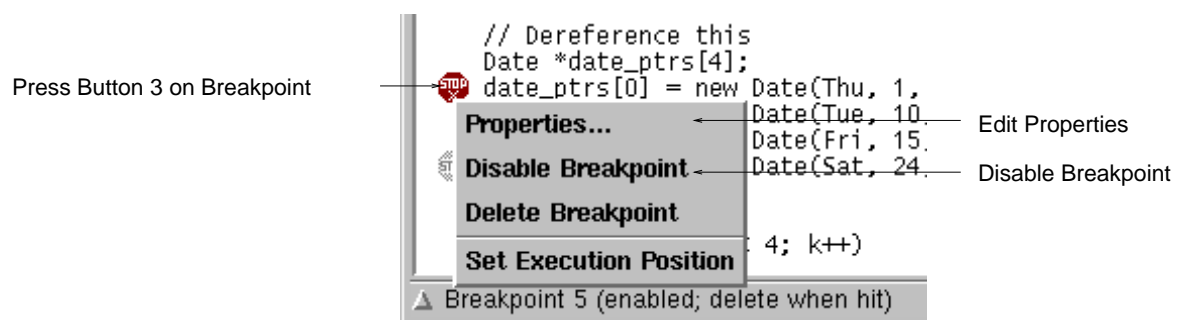 // Dereference this
Date *date_ptrs[4];
Press Button 3 on Breakpoint
STOP
date_ptrs[0] = new Date(Thu, 1,
Properties...
Date(Tue, 10,
Edit Properties
Date(Fri, 15,
ST
Disable Breakpoint
Date(Sat, 24,
Disable Breakpoint
Delete Breakpoint
4; k++)
Set Execution Position
Breakpoint 5 (enabled; delete when hit)